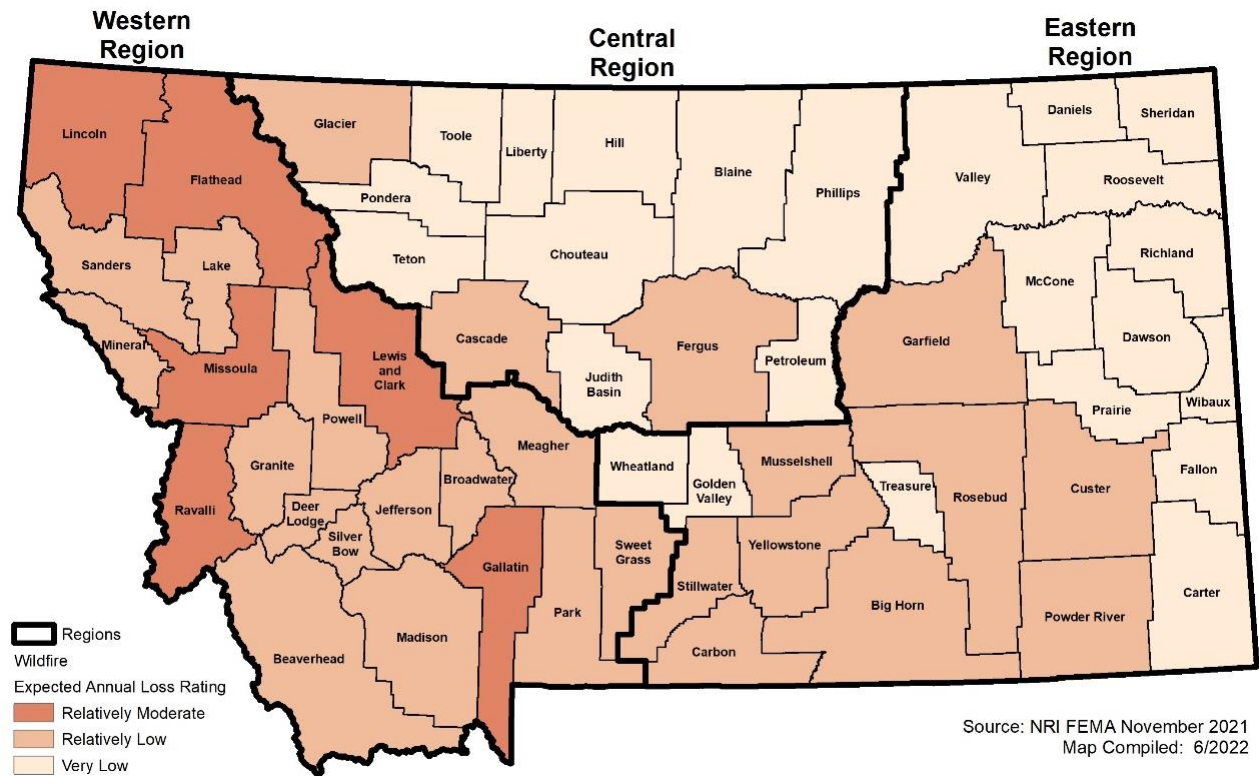 Western
Region
Central
Region
Eastern
Region
Lincoln
Flathead
Glacier
Toole
Liberty
Hill
Blaine
Phillips
Valley
Daniels
Sheridan
Roosevelt
Pondera
Teton
Chouteau
Sanders
Lake
McCone
Richland
Mineral
Missoula
Lewis
and
Clark
Cascade
Judith
Basin
Fergus
Petroleum
Garfield
Dawson
Prairie
Wibaux
Powell
Granite
Meagher
Wheatland
Golden
Valley
Musselshell
Treasure
Rosebud
Custer
Fallon
Ravalli
Deer
Lodge
Silver
Bow
Jefferson
Broadwater
Gallatin
Park
Sweet
Grass
Stillwater
Yellowstone
Big Horn
Powder River
Carter
Beaverhead
Madison
Carbon
Regions
Wildfire
Expected Annual Loss Rating
Relatively Moderate
Relatively Low
Very Low
Source: NRI FEMA November 2021
Map Compiled: 6/2022